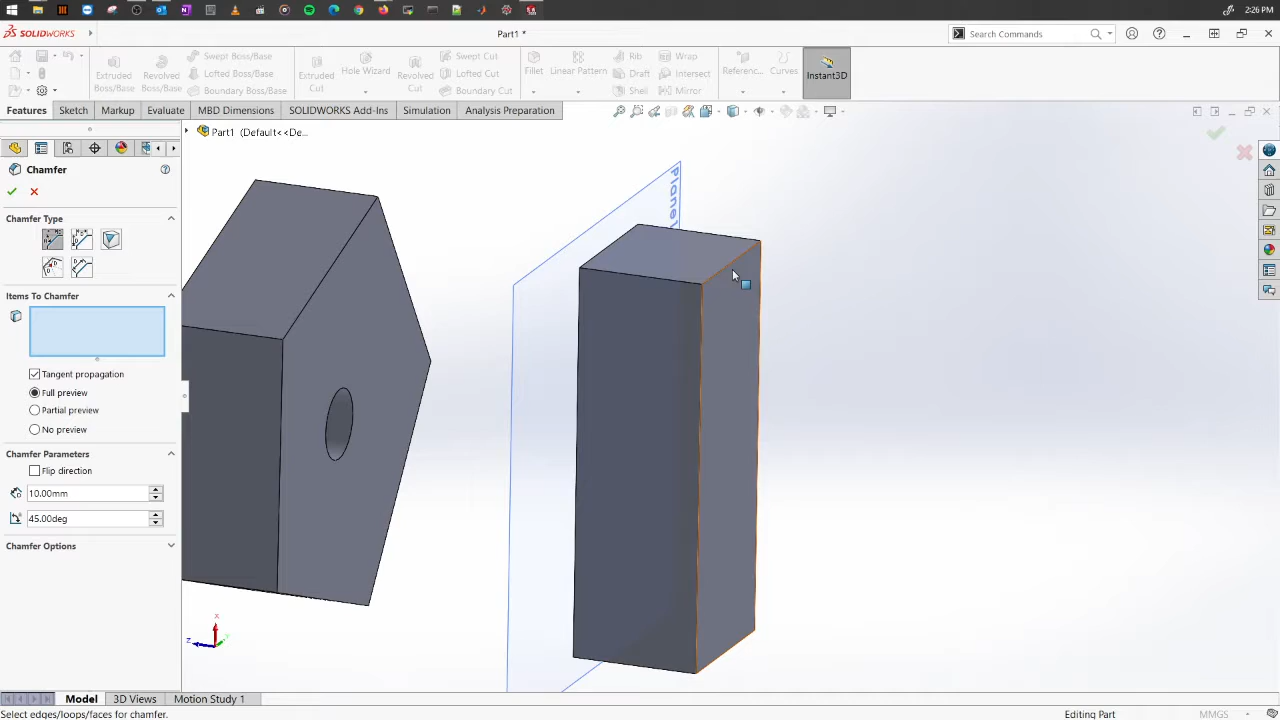 2:26 PM
SOLIDWORKS
Part1 *
Search Commands
Extruded Boss/Base
Revolved Boss/Base
Swept Boss/Base
Lofted Boss/Base
Boundary Boss/Base
Extruded Cut
Hole Wizard
Revolved Cut
Swept Cut
Lofted Cut
Boundary Cut
Fillet
Linear Pattern
Rib
Draft
Shell
Wrap
Intersect
Mirror
Referenc...
Curves
Instant3D
Features
Sketch
Markup
Evaluate
MBD Dimensions
SOLIDWORKS Add-Ins
Simulation
Analysis Preparation
Part1 (Default<<De...
Chamfer
Chamfer Type
Items To Chamfer
Tangent propagation
Full preview
Partial preview
No preview
Chamfer Parameters
Flip direction
10.00mm
45.00deg
Chamfer Options
x
z
Y
Model
3D Views
Motion Study 1
Select edges/loops/faces for chamfer.
Editing Part
MMGS